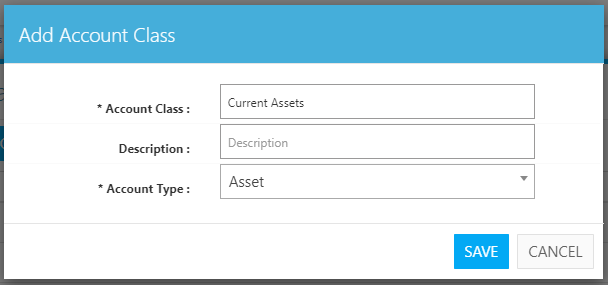 Add Account Class
* Account Class : Current Assets
Description : Description
* Account Type : Asset
SAVE CANCEL